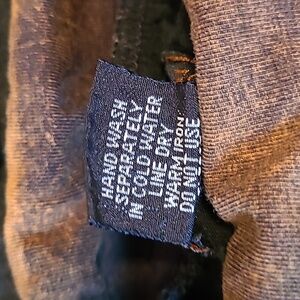 HAND WASH
SEPARATELY
IN COLD WATER
LINE DRY
WARM IRON
DO NOT USE